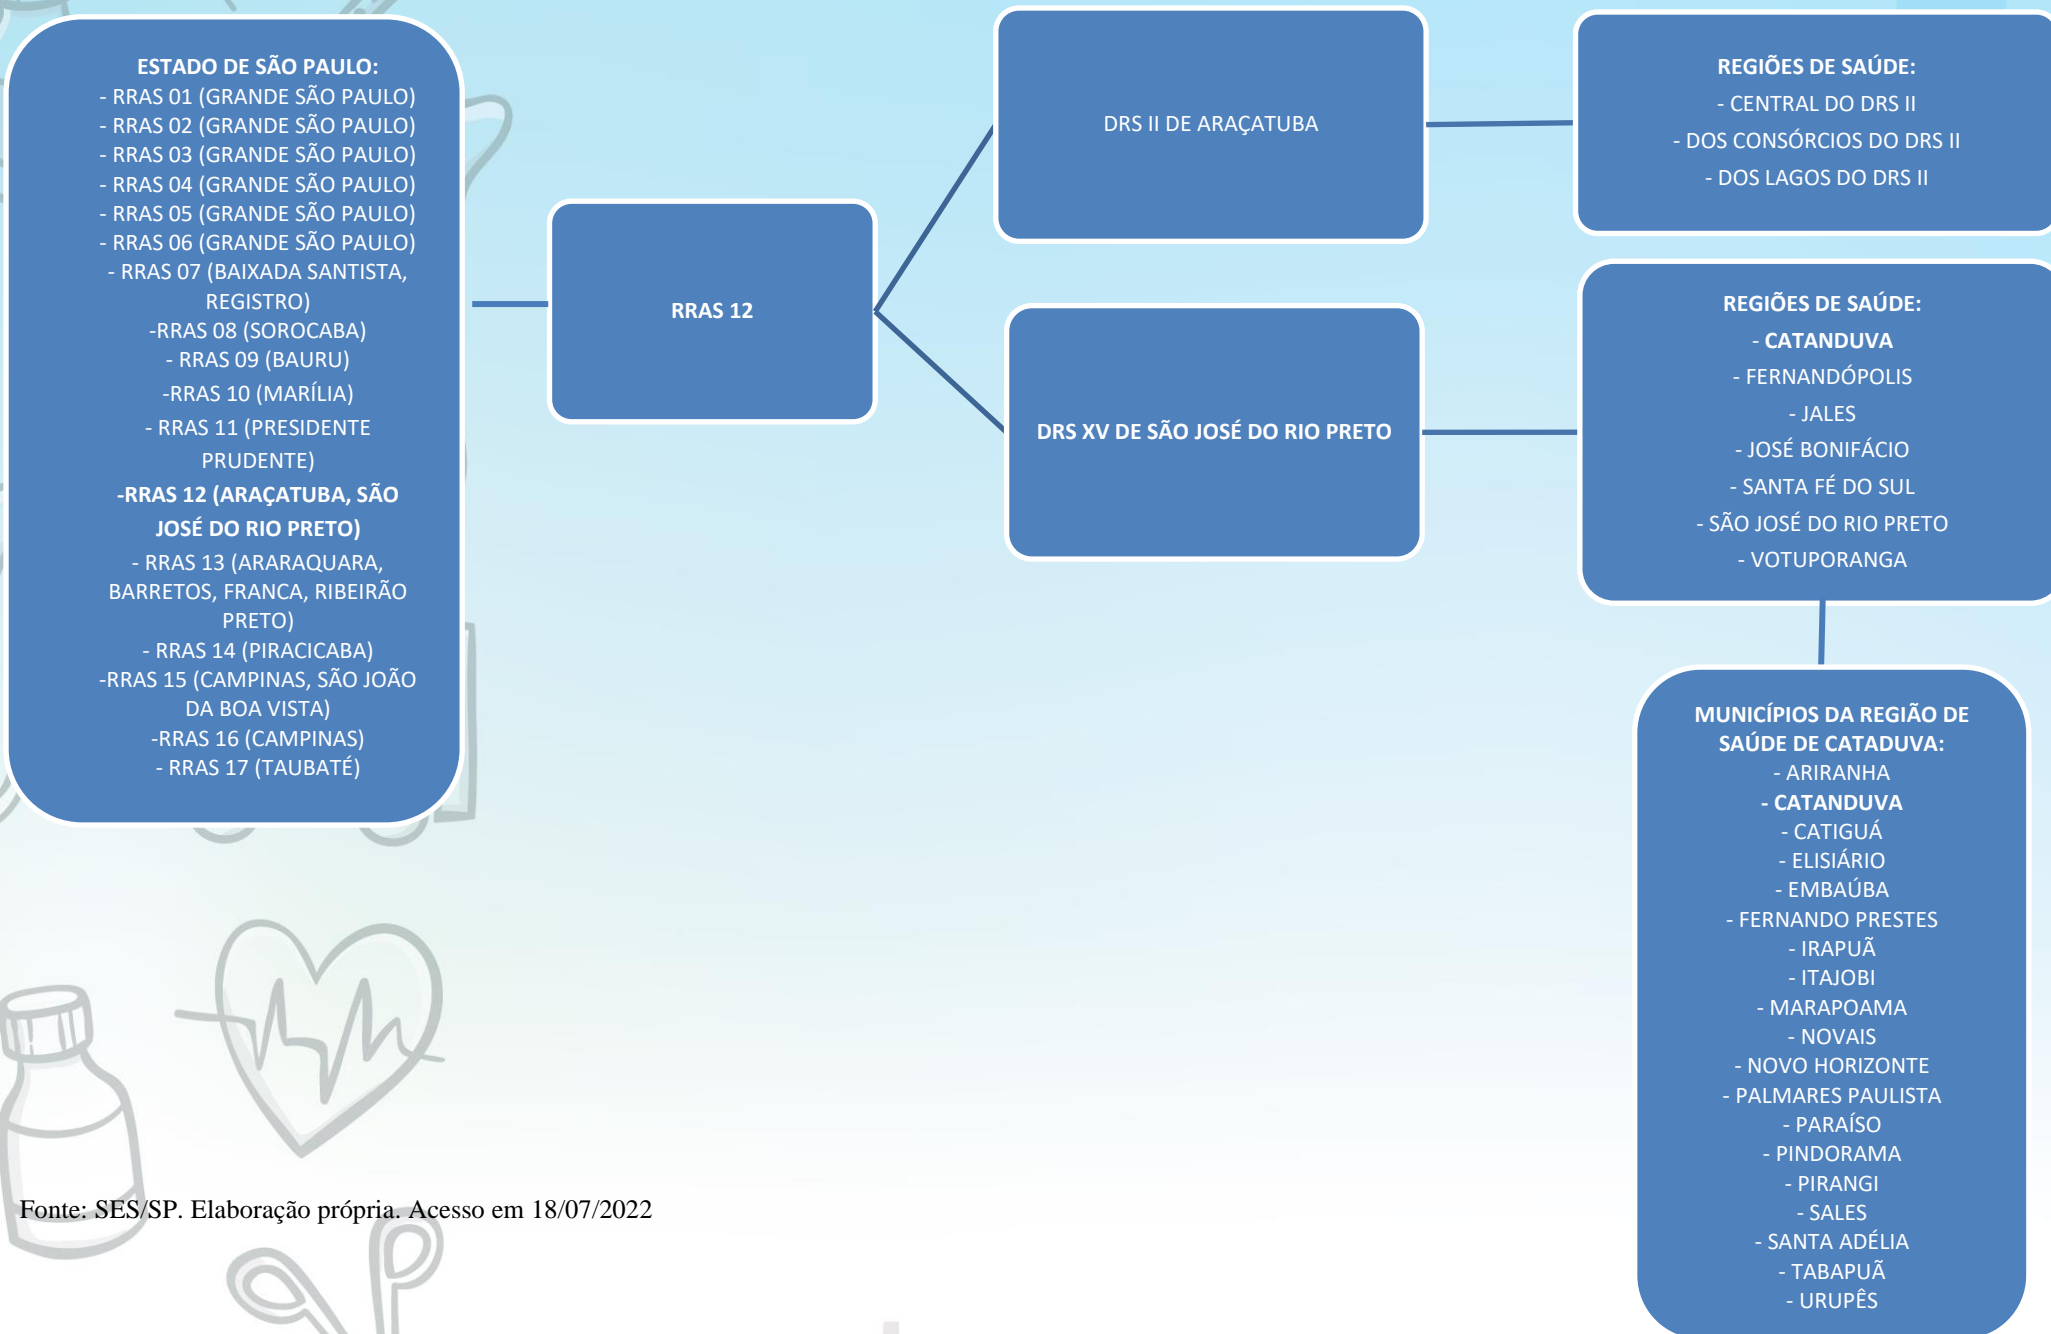 ESTADO DE SÃO PAULO:
- RRAS 01 (GRANDE SÃO PAULO)
- RRAS 02 (GRANDE SÃO PAULO)
- RRAS 03 (GRANDE SÃO PAULO)
- RRAS 04 (GRANDE SÃO PAULO)
- RRAS 05 (GRANDE SÃO PAULO)
- RRAS 06 (GRANDE SÃO PAULO)
- RRAS 07 (BAIXADA SANTISTA,
REGISTRO)
-RRAS 08 (SOROCABA)
- RRAS 09 (BAURU)
-RRAS 10 (MARÍLIA)
- RRAS 11 (PRESIDENTE
PRUDENTE)
-RRAS 12 (ARAÇATUBA, SÃO
JOSÉ DO RIO PRETO)
- RRAS 13 (ARARAQUARA,
BARRETOS, FRANCA, RIBEIRÃO
PRETO)
- RRAS 14 (PIRACICABA)
-RRAS 15 (CAMPINAS, SÃO JOÃO
DA BOA VISTA)
-RRAS 16 (CAMPINAS)
- RRAS 17 (TAUBATÉ)
RRAS 12
DRS II DE ARAÇATUBA
REGIÕES DE SAÚDE:
- CENTRAL DO DRS II
- DOS CONSÓRCIOS DO DRS II
- DOS LAGOS DO DRS II
DRS XV DE SÃO JOSÉ DO RIO PRETO
REGIÕES DE SAÚDE:
- CATANDUVA
- FERNANDÓPOLIS
- JALES
- JOSÉ BONIFÁCIO
- SANTA FÉ DO SUL
- SÃO JOSÉ DO RIO PRETO
- VOTUPORANGA
MUNICÍPIOS DA REGIÃO DE
SAÚDE DE CATADUVA:
- ARIRANHA
- CATANDUVA
- CATIGUÁ
- ELISIÁRIO
- EMBAÚBA
- FERNANDO PRESTES
- IRAPUÃ
- ITAJOBI
- MARAPOAMA
- NOVAIS
- NOVO HORIZONTE
- PALMARES PAULISTA
- PARAÍSO
- PINDORAMA
- PIRANGI
- SALES
- SANTA ADÉLIA
- TABAPUÃ
- URUPÊS
Fonte: SES/SP. Elaboração própria. Acesso em 18/07/2022